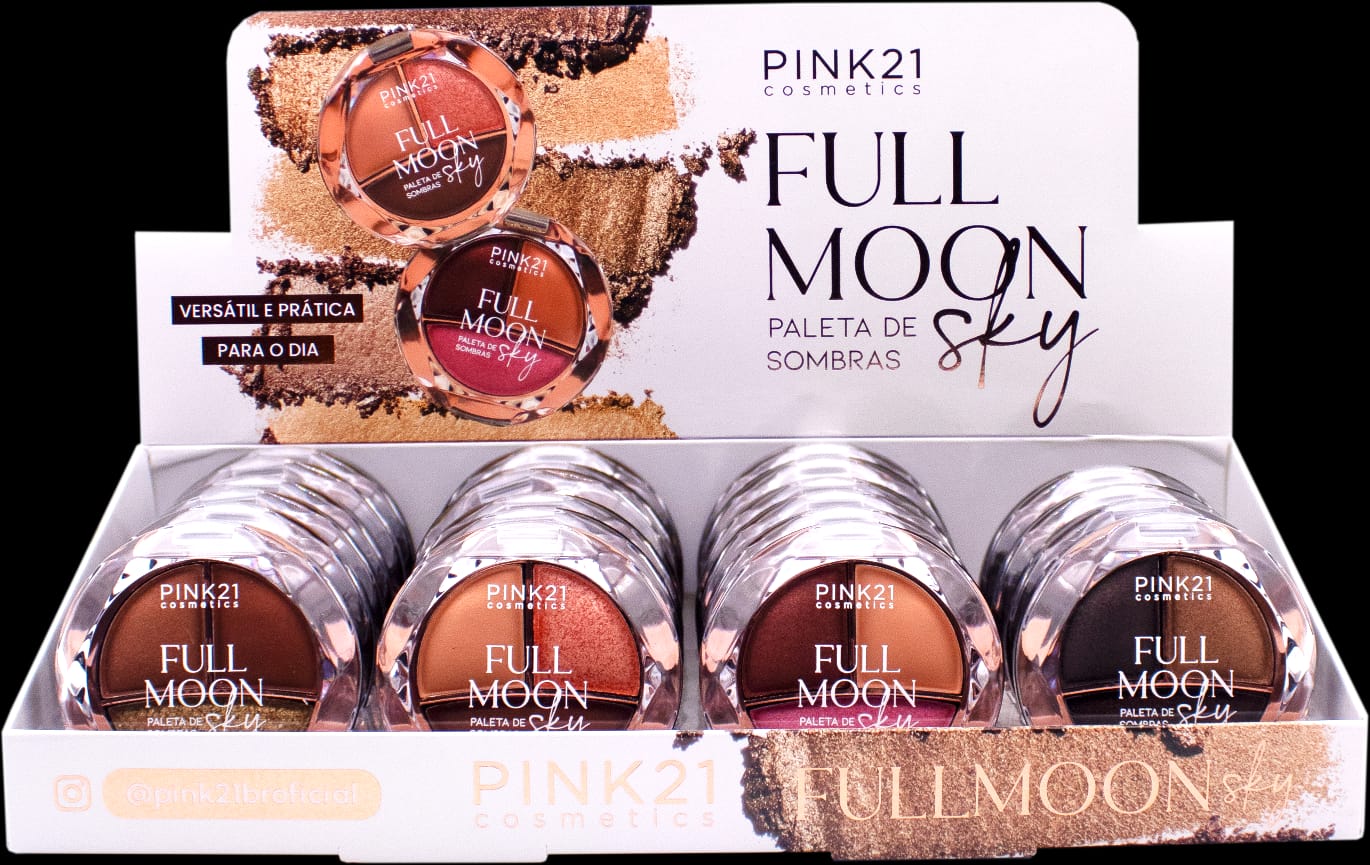 PINK21
cosmetics
FULL
MOON
sky
PALETA DE
SOMBRAS
PINK21
cosmetics
FULL
MOON
PALETA DE
SOMBRAS
sky
PINK21
cosmetics
FULL
MOON
PALETA DE
SOMBRAS
sky
VERSÁTIL E PRÁTICA
PARA O DIA
PINK21
cosmetics
FULL
MOON
PALETA DE sky
PINK21
cosmetics
FULL
MOON
PALETA DE sky
PINK21
cosmetics
FULL
MOON
PALETA DE sky
PINK21
cosmetics
FULL
MOON
PALETA DE sky
SOMBRAS
@pink21broficial
PINK21
cosmetics
FULLMOON sky